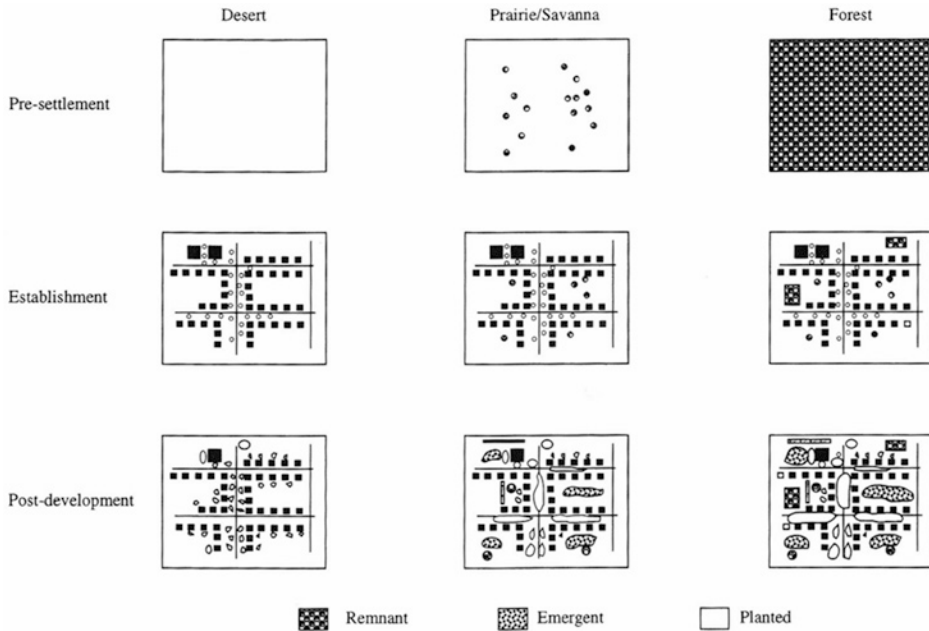 Desert Prairie/Savanna Forest
Pre-settlement
Establishment
Post-development
Remnant Emergent Planted